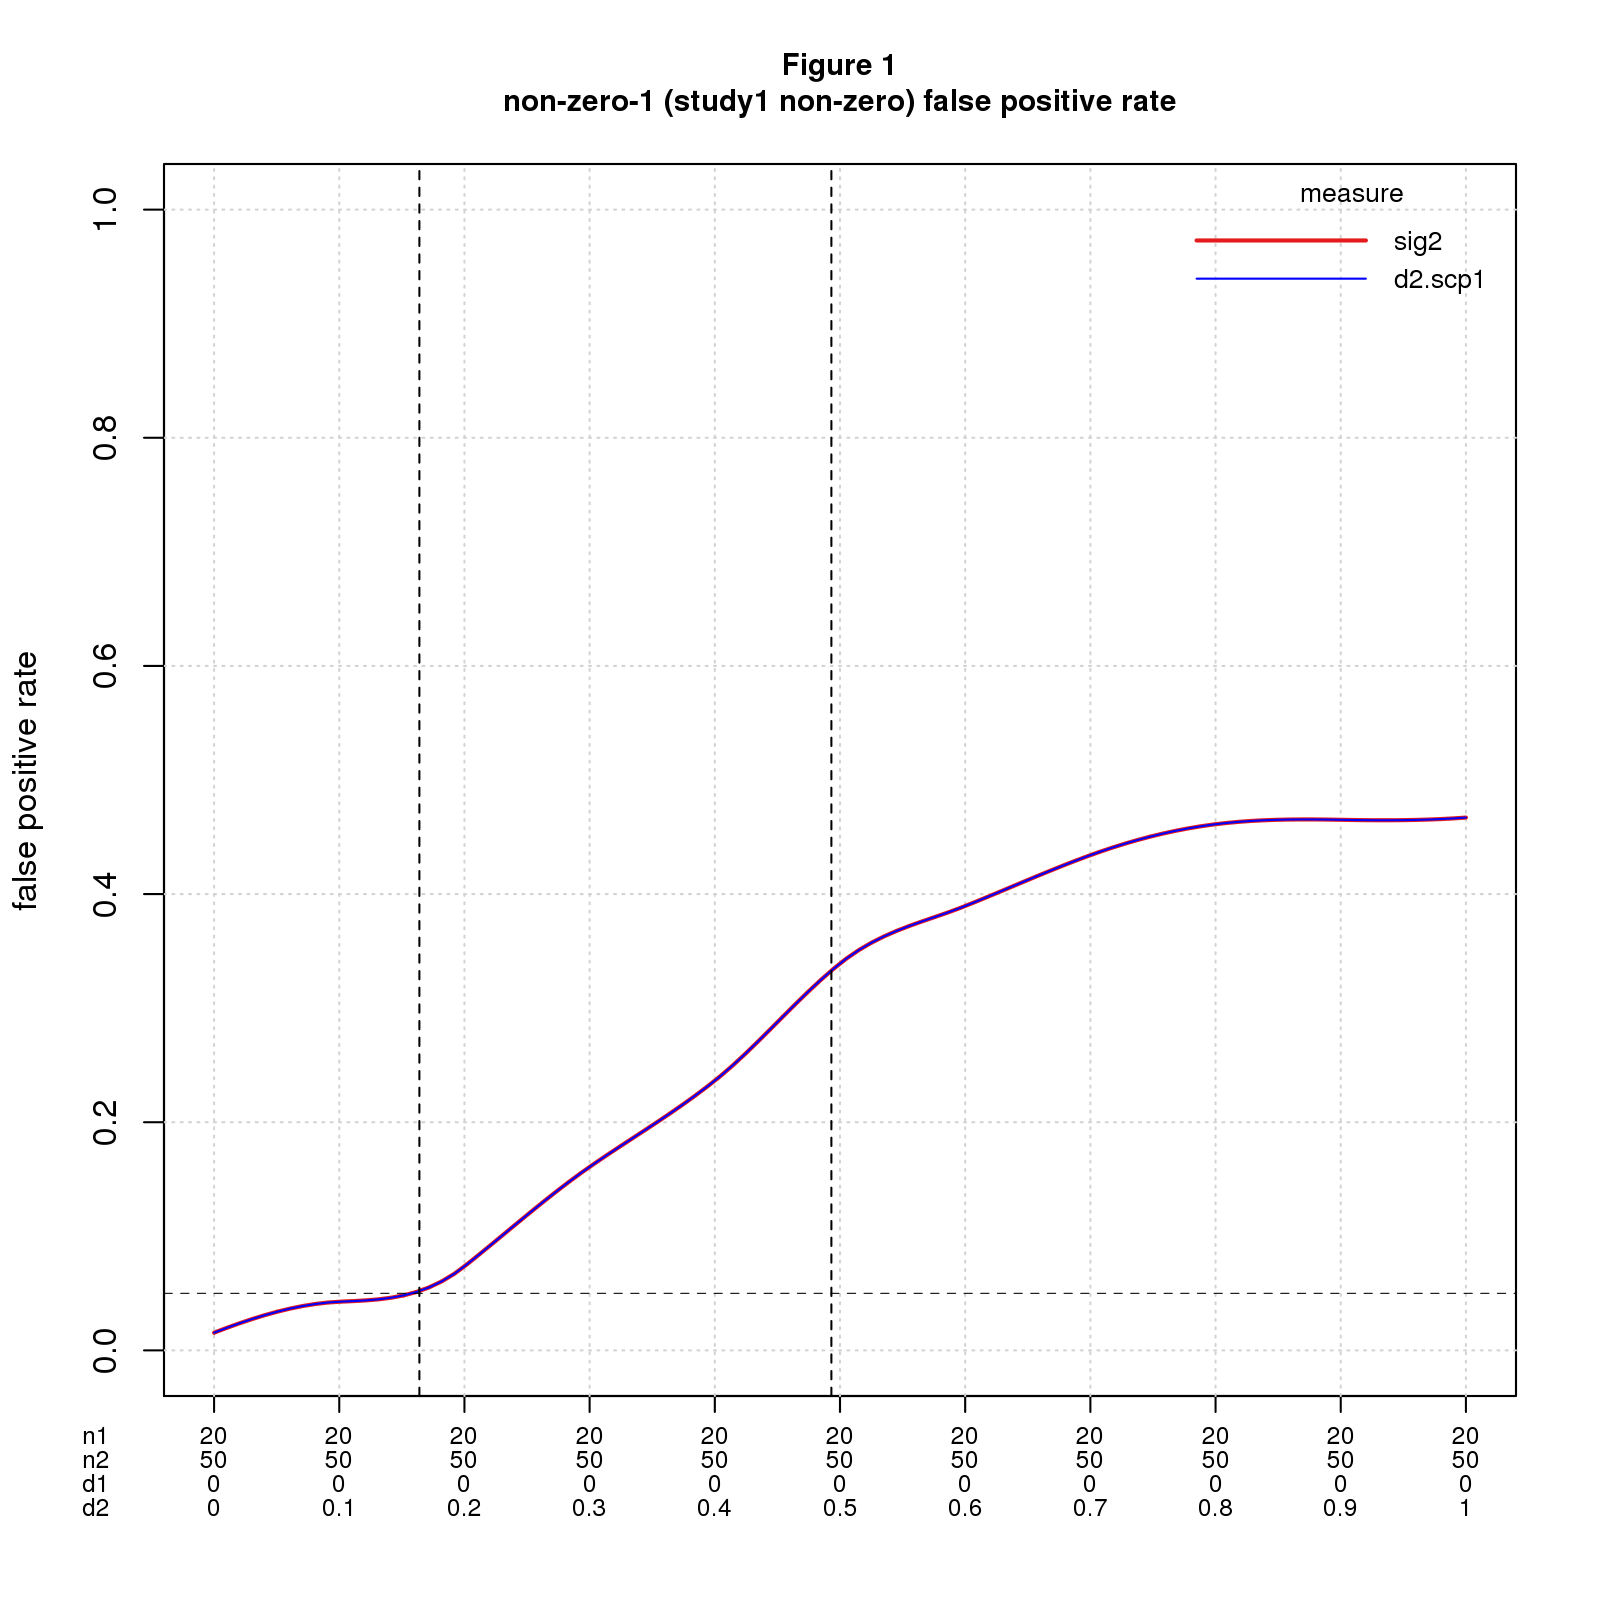 Figure 1
non-zero-1 (study1 non-zero) false positive rate
measure
sig2
d2.scp1
false positive rate
1.0
0.8
0.6
0.4
0.2
0.0
n1 20 20 20 20 20 20 20 20 20 20 20
n2 50 50 50 50 50 50 50 50 50 50 50
d1 0 0 0 0 0 0 0 0 0 0 0
d2 0 0.1 0.2 0.3 0.4 0.5 0.6 0.7 0.8 0.9 1